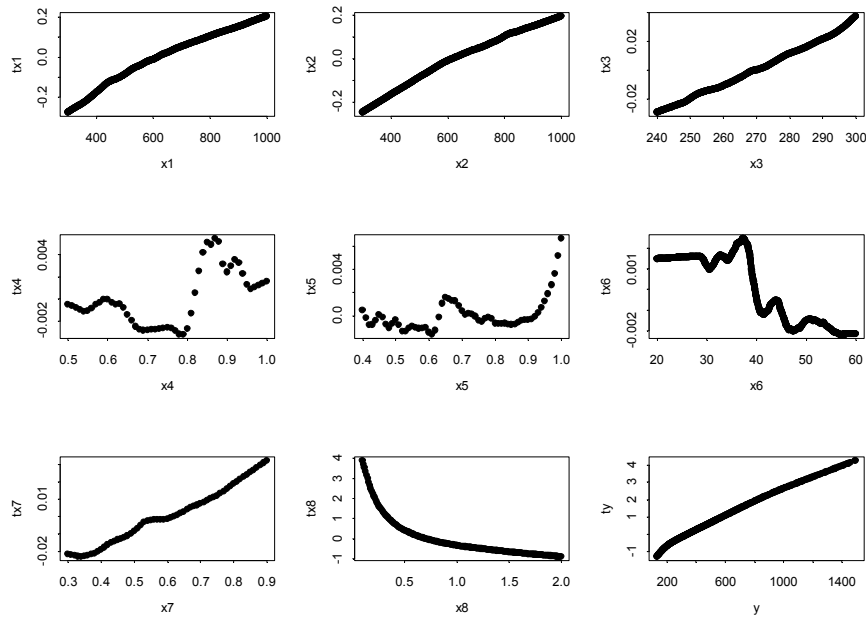 tx1
-0.2 0.0 0.2
400 600 800 1000
x1
tx2
-0.2 0.0 0.2
400 600 800 1000
x2
tx3
-0.02 0.02
240 250 260 270 280 290 300
x3
tx4
-0.002 0.004
0.5 0.6 0.7 0.8 0.9 1.0
x4
tx5
0.0 0.004
0.4 0.5 0.6 0.7 0.8 0.9 1.0
x5
tx6
-0.002 0.0001
20 30 40 50 60
x6
tx7
-0.02 0.01
0.3 0.4 0.5 0.6 0.7 0.8 0.9
x7
tx8
-1 0 1 2 3 4
0.5 1.0 1.5 2.0
x8
ty
-1 1 2 3 4
200 600 1000 1400
y